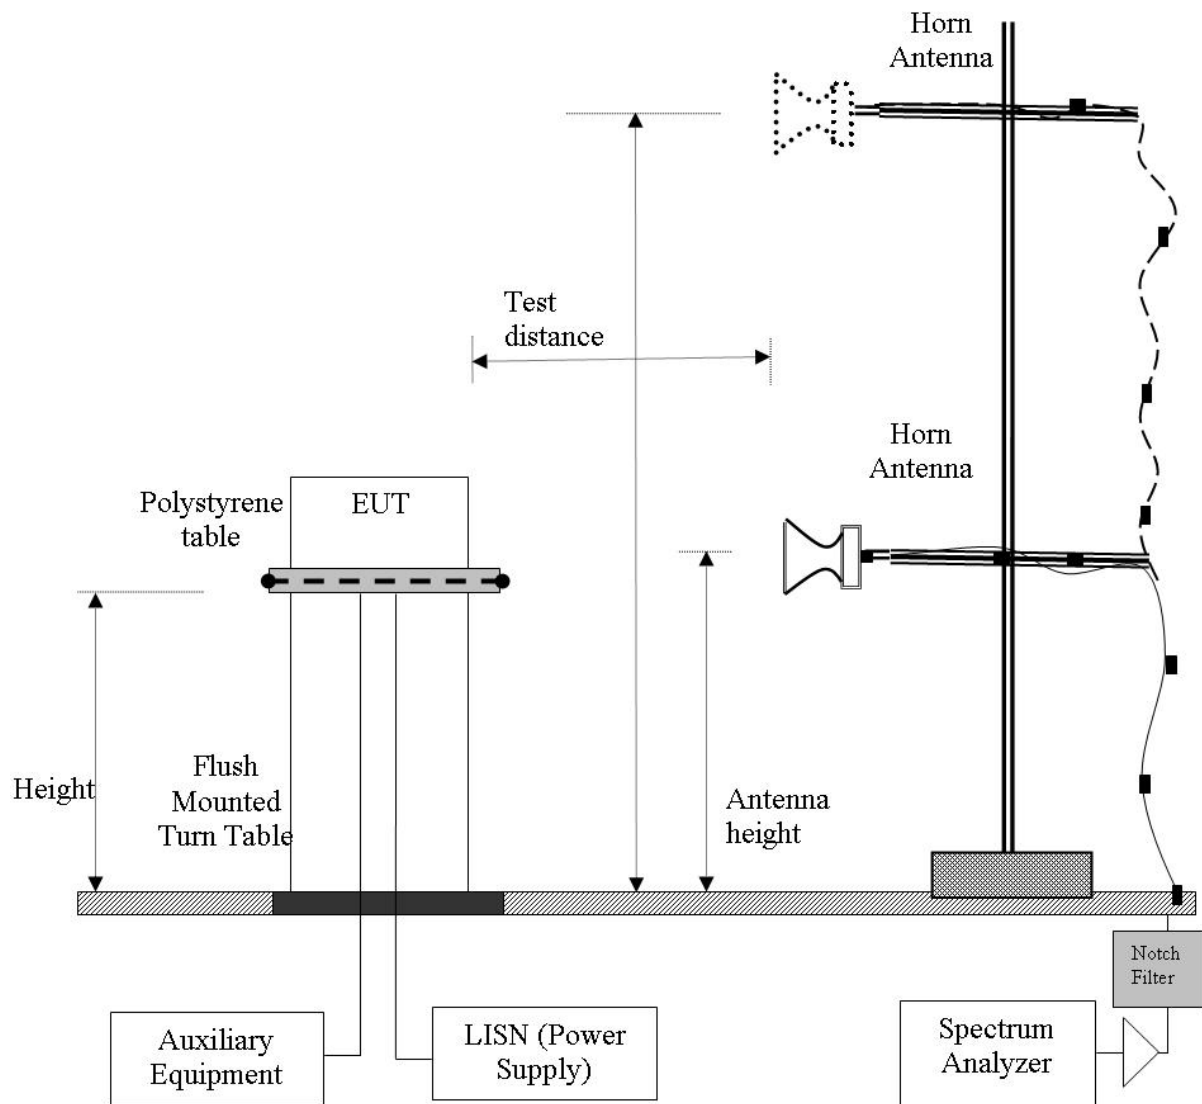 Horn
Antenna
Test
distance
Horn
Antenna
Polystyrene
table
EUT
Height
Flush
Mounted
Turn Table
Antenna
height
Notch
Filter
Auxiliary
Equipment
LISN (Power
Supply)
Spectrum
Analyzer